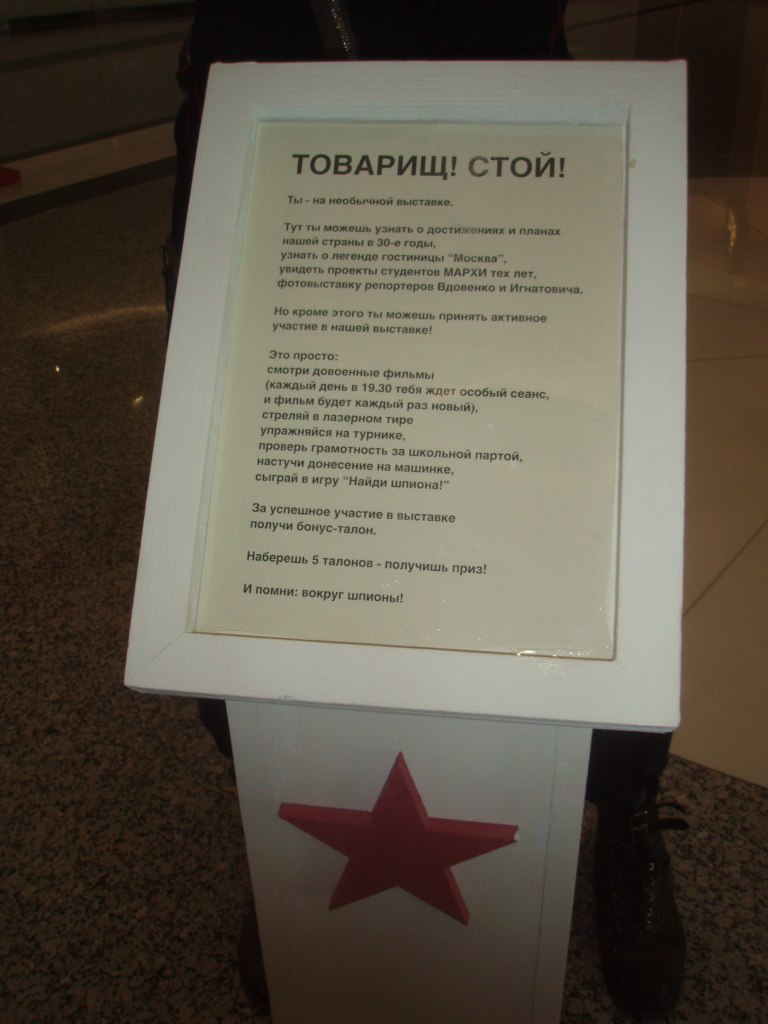 ТОВАРИЩ! СТОЙ!
Ты - на необычной выставке.
Тут ты можешь узнать о достижениях и планах
нашей страны в 30-е годы,
узнать о легенде гостиницы “Москва”,
увидеть проекты студентов МАРХИ тех лет,
фотовыставку репортеров Вдовенко и Игнатовича.
Но кроме этого ты можешь принять активное
участие в нашей выставке!
Это просто:
смотри довоенные фильмы
(каждый день в 19.30 тебя ждет особый сеанс,
и фильм будет каждый раз новый),
стреляй в лазерном тире
упражняйся на турнике,
проверь грамотность за школьной партой,
настучи донесение на машинке,
сыграй в игру “Найди шпиона!”
За успешное участие в выставке
получи бонус-талон.
Наберешь 5 талонов - получишь приз!
И помни: вокруг шпионы!